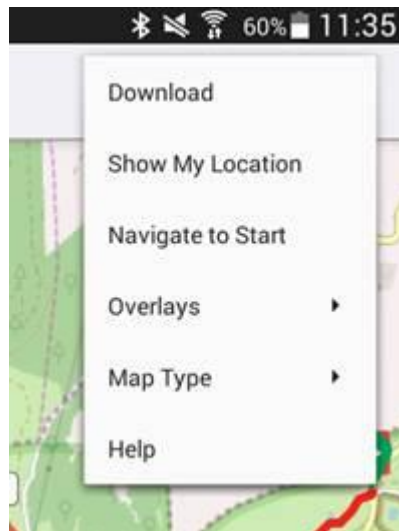 60% 11:35
Download
Show My Location
Navigate to Start
Overlays
Map Type
Help